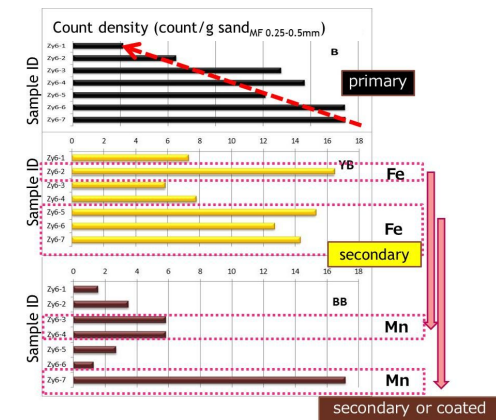 Count density (count/g sand MF 0.25-0.5mm)
Sample ID
Zy6-1
Zy6-2
Zy6-3
Zy6-4
Zy6-5
Zy6-6
Zy6-7
B
primary
0 2 4 6 8 10 12 14 16 18
Sample ID
Zy6-1
Zy6-2
Zy6-3
Zy6-4
Zy6-5
Zy6-6
Zy6-7
YB
Fe
Fe
secondary
0 2 4 6 8 10 12 14 16 18
Sample ID
Zy6-1
Zy6-2
Zy6-3
Zy6-4
Zy6-5
Zy6-6
Zy6-7
BB
Mn
Mn
secondary or coated